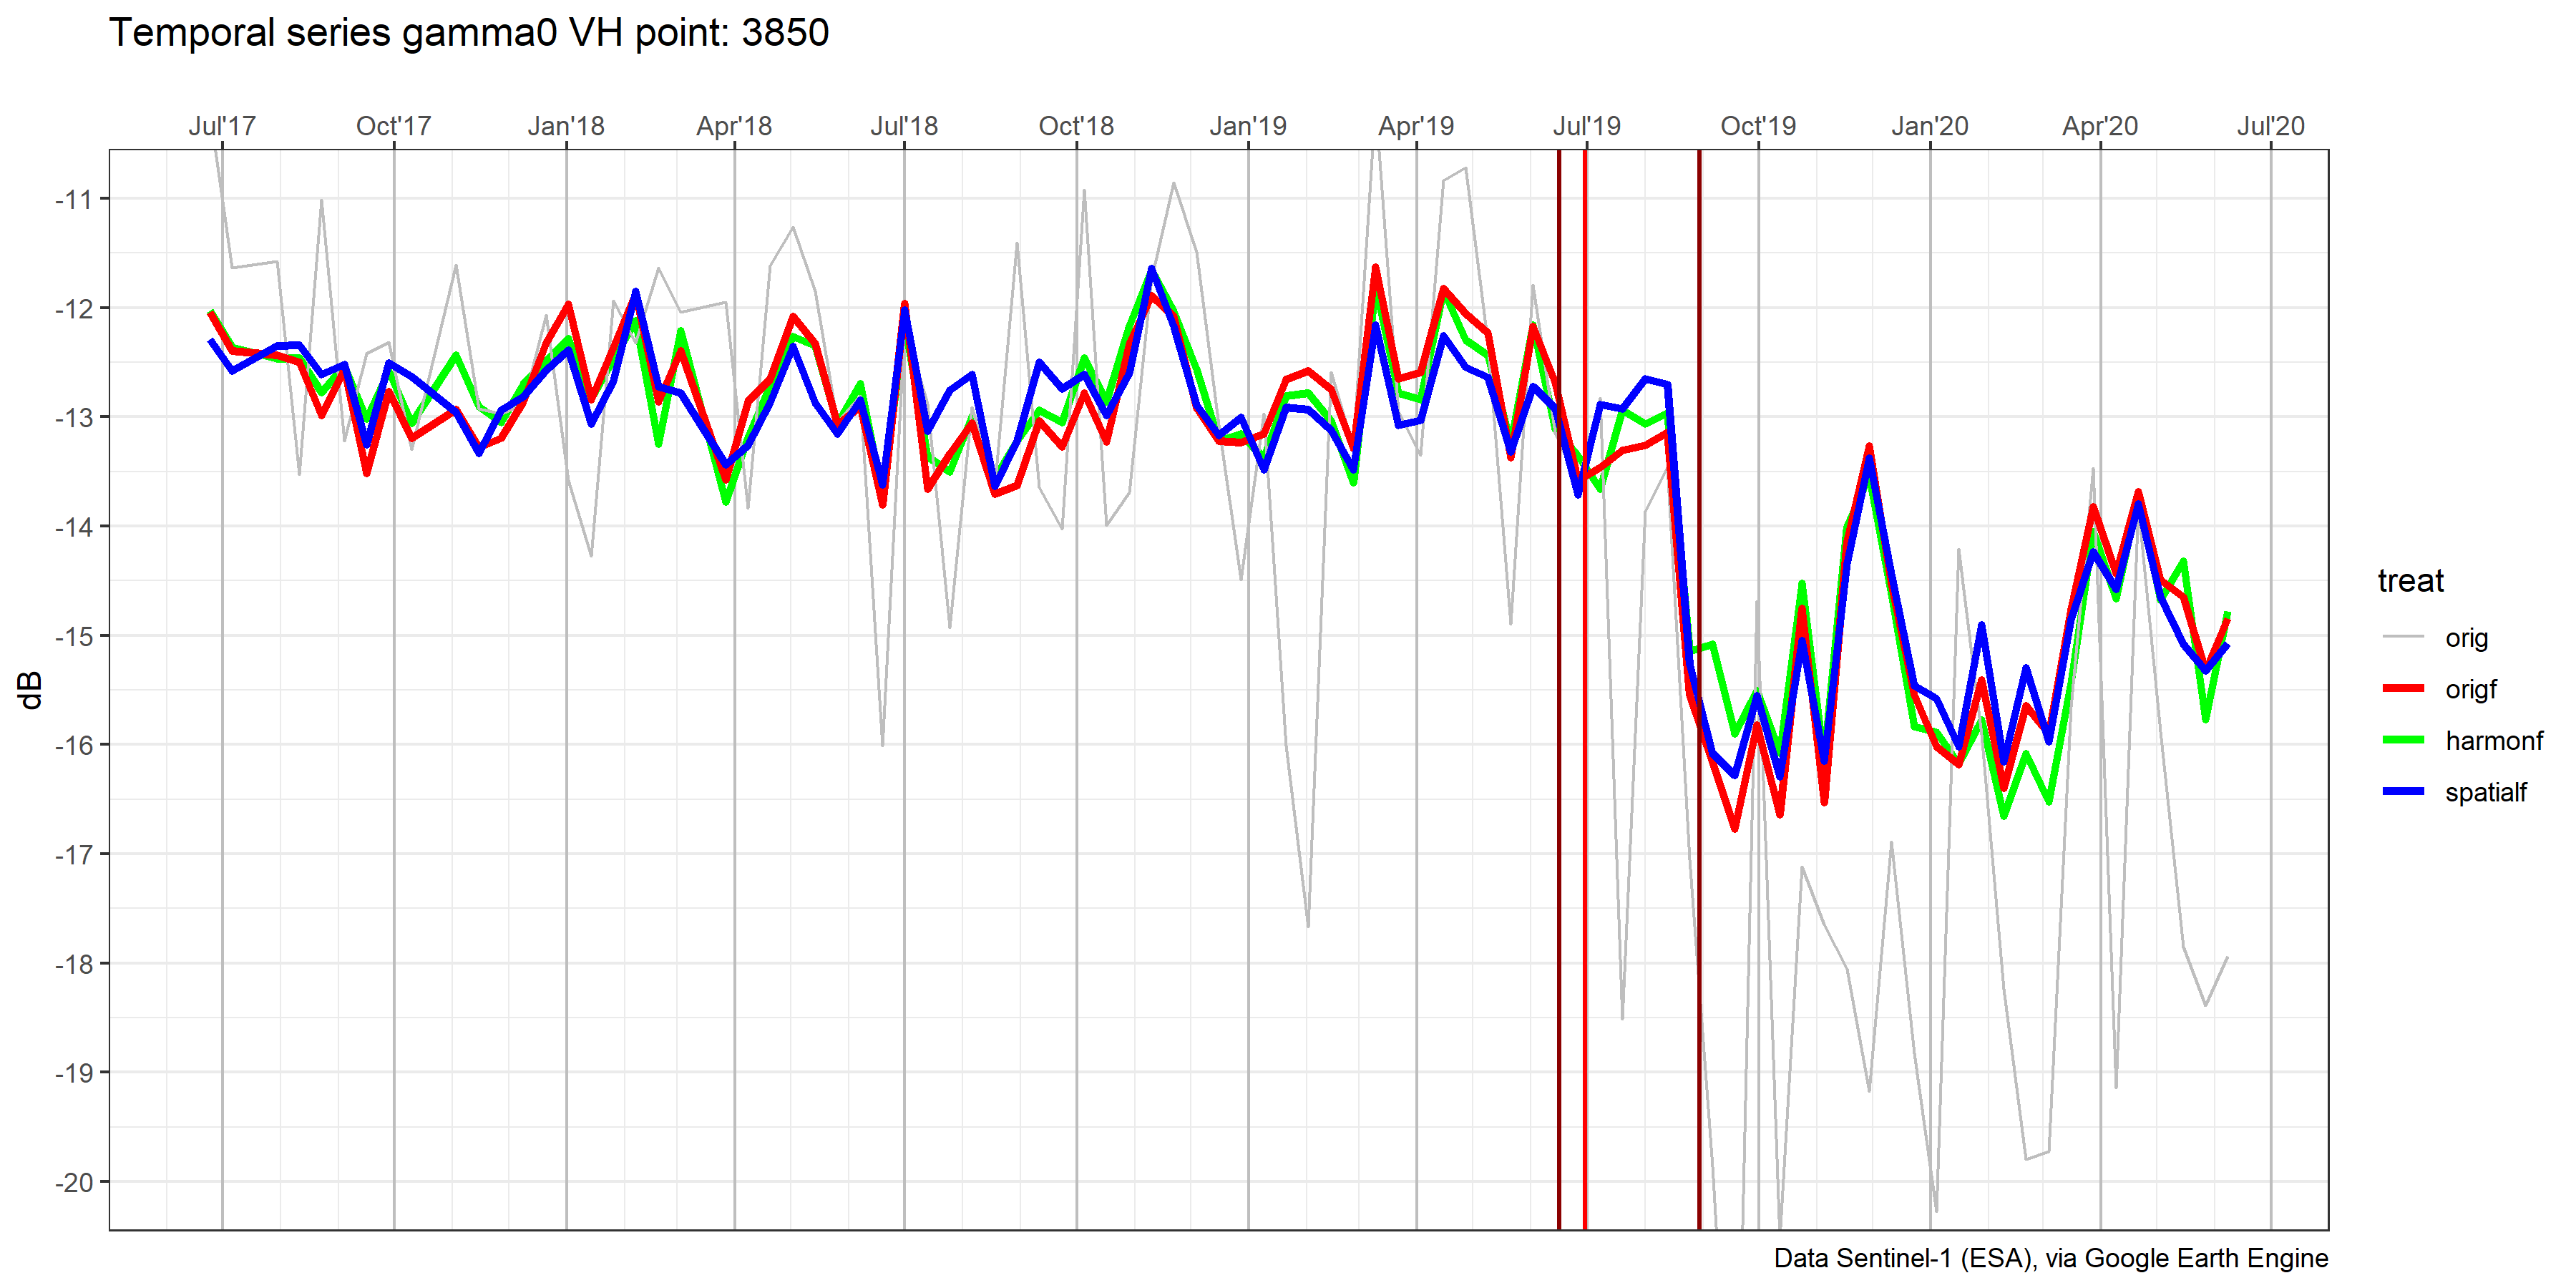 Temporal series gamma0 VH point: 3850
Jul'17 Oct'17 Jan'18 Apr'18 Jul'18 Oct'18 Jan'19 Apr'19 Jul'19 Oct'19 Jan'20 Apr'20 Jul'20
-11
-12
-13
-14
-15
-16
-17
-18
-19
-20
dB
treat
orig
origf
harmonf
spatialf
Data Sentinel-1 (ESA), via Google Earth Engine